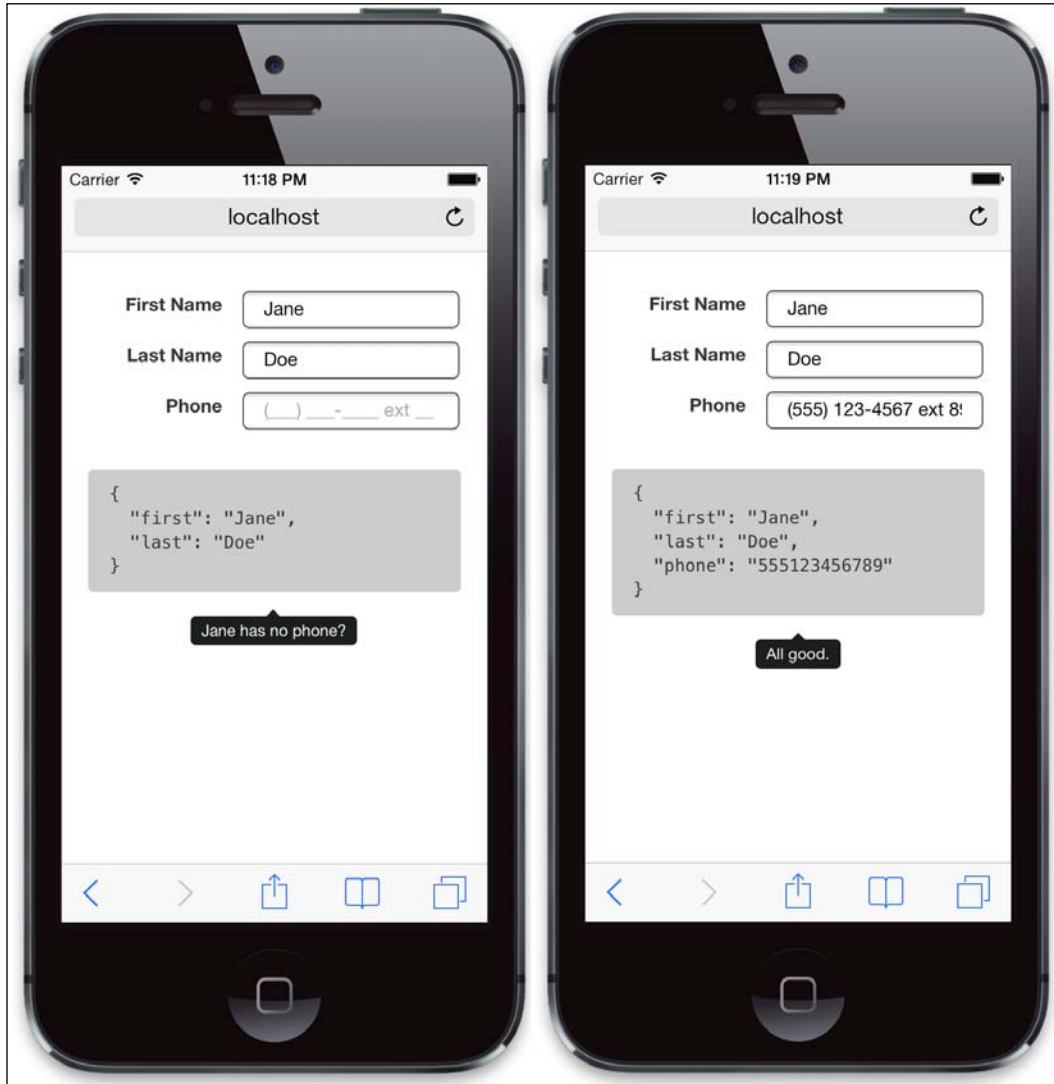 Carrier 11:18 PM
localhost
First Name Jane
Last Name Doe
Phone (___) ___-____ ext __
{
"first": "Jane",
"last": "Doe"
}
Jane has no phone?
Carrier 11:19 PM
localhost
First Name Jane
Last Name Doe
Phone (555) 123-4567 ext 89
{
"first": "Jane",
"last": "Doe",
"phone": "555123456789"
}
All good.